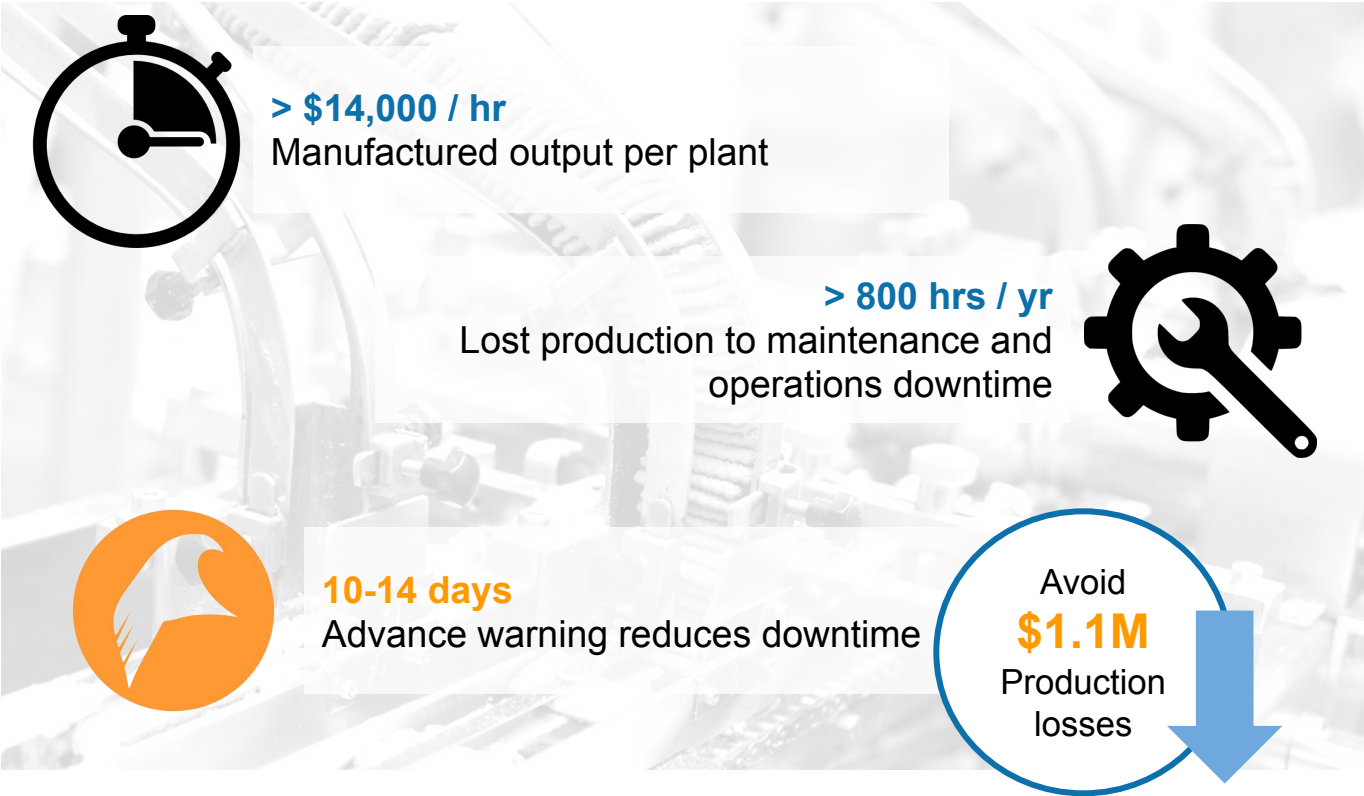 > $14,000 / hr
Manufactured output per plant
> 800 hrs / yr
Lost production to maintenance and
operations downtime
10-14 days
Advance warning reduces downtime
Avoid
$1.1M
Production
losses